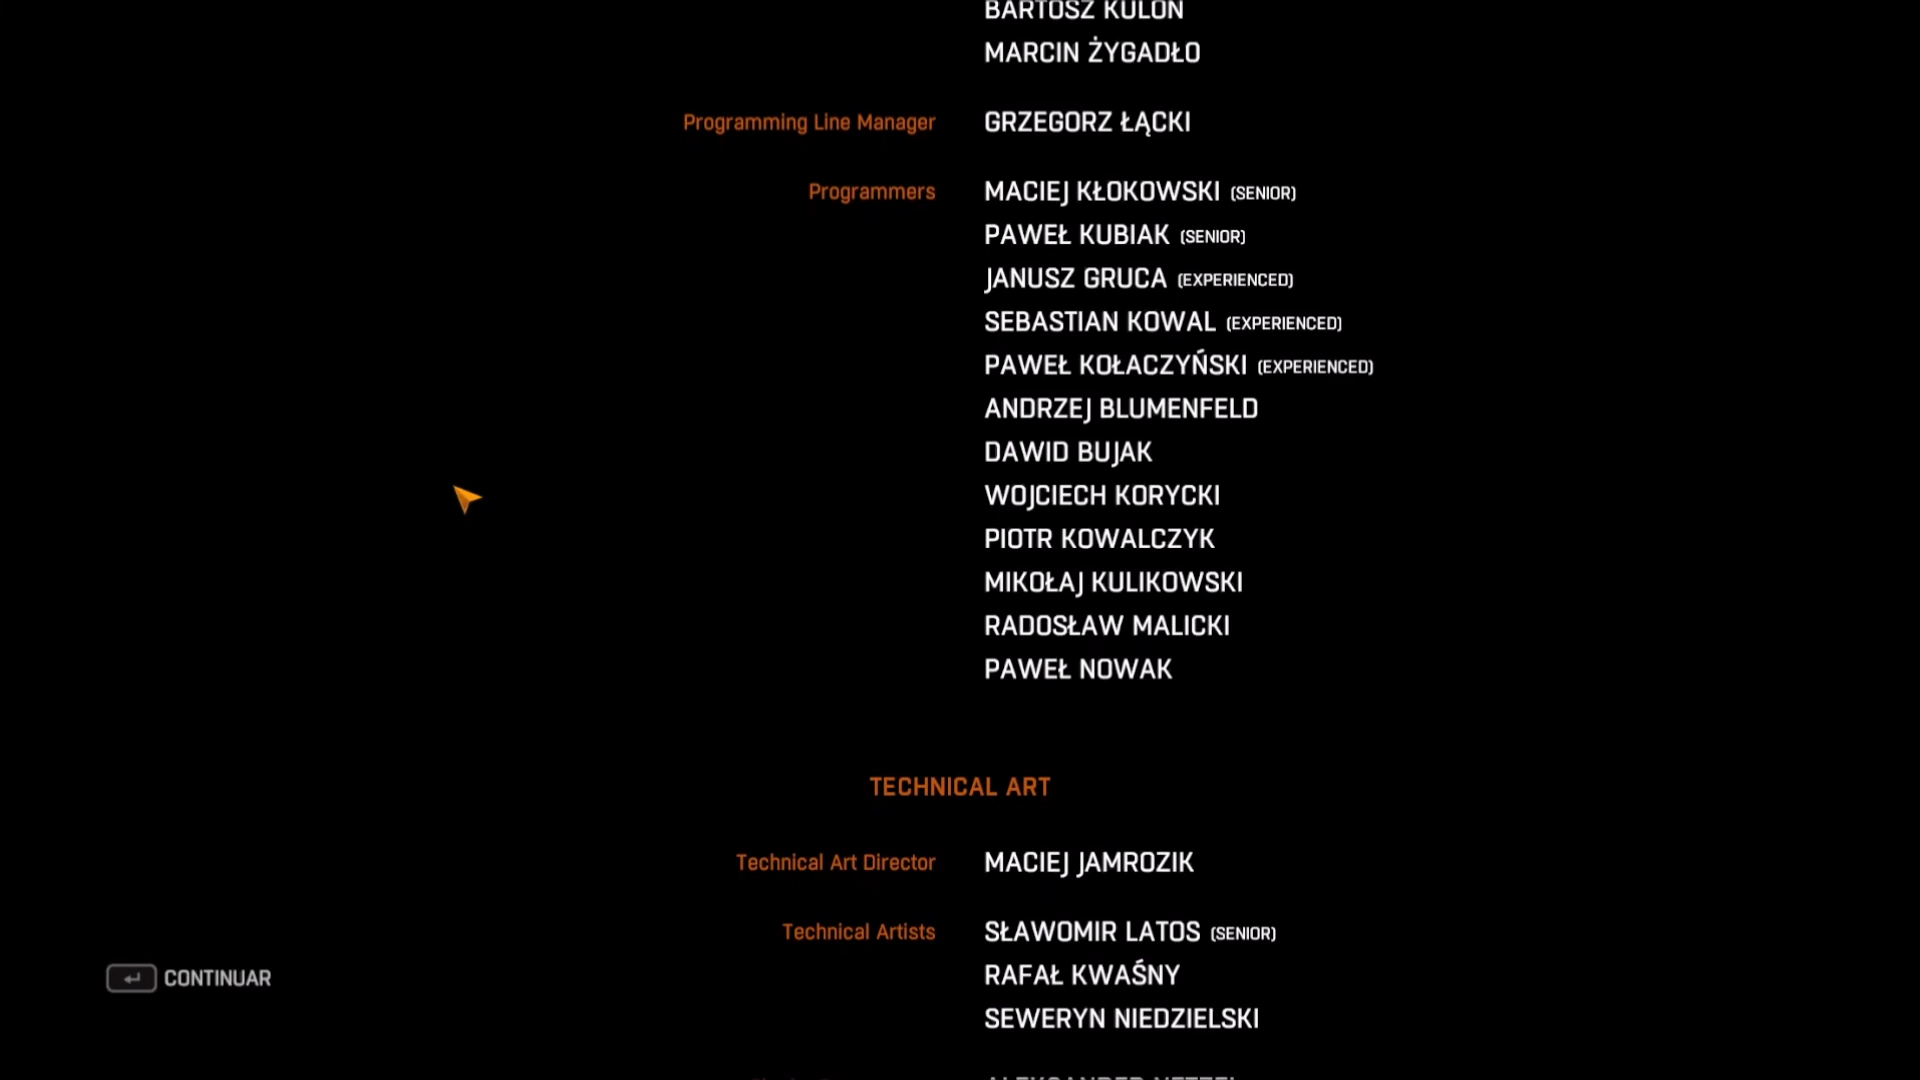 BARTOSZ KULON
MARCIN ŻYGADŁO
Programming Line Manager GRZEGORZ ŁĄCKI
Programmers MACIEJ KŁOKOWSKI (SENIOR)
PAWEŁ KUBIAK (SENIOR)
JANUSZ GRUCA (EXPERIENCED)
SEBASTIAN KOWAL (EXPERIENCED)
PAWEŁ KOŁACZYŃSKI (EXPERIENCED)
ANDRZEJ BLUMENFELD
DAWID BUJAK
WOJCIECH KORYCKI
PIOTR KOWALCZYK
MIKOŁAJ KULIKOWSKI
RADOSŁAW MALICKI
PAWEŁ NOWAK
TECHNICAL ART
Technical Art Director MACIEJ JAMROZIK
Technical Artists SŁAWOMIR LATOS (SENIOR)
RAFAŁ KWAŚNY
CONTINUAR
SEWERYN NIEDZIELSKI